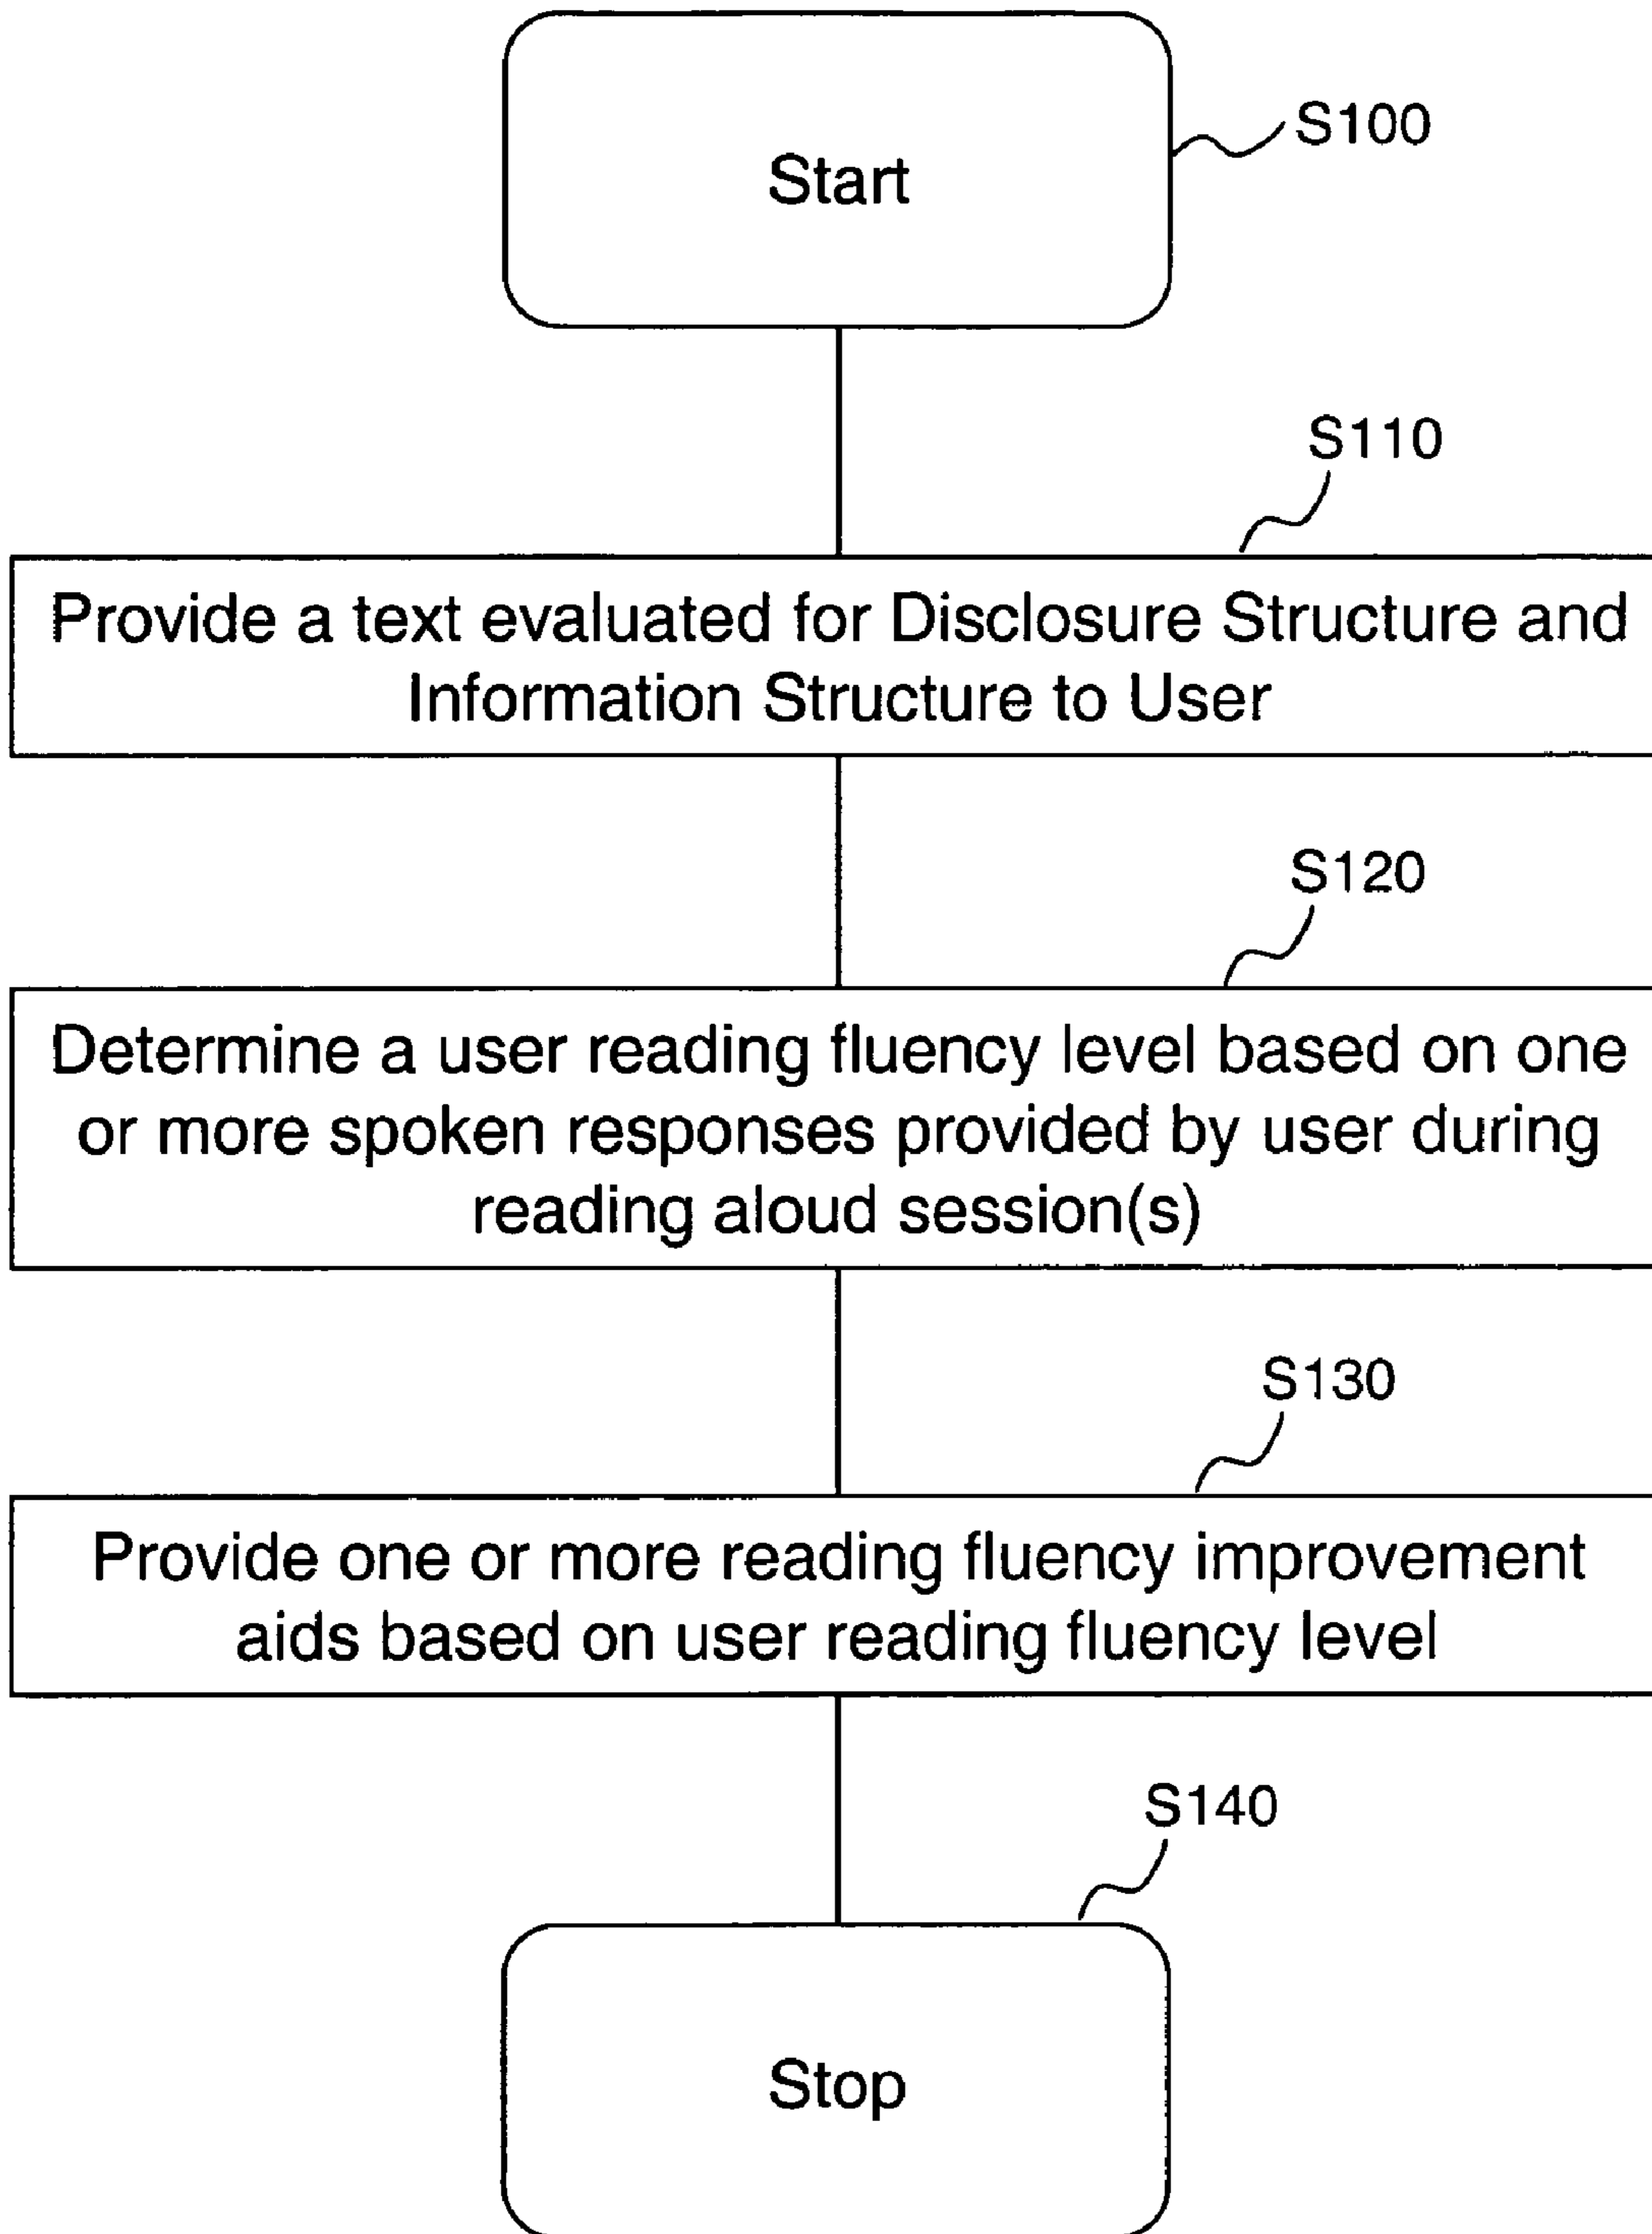 Start
S100
S110
Provide a text evaluated for Disclosure Structure and
Information Structure to User
S120
Determine a user reading fluency level based on one
or more spoken responses provided by user during
reading aloud session(s)
S130
Provide one or more reading fluency improvement
aids based on user reading fluency level
S140
Stop